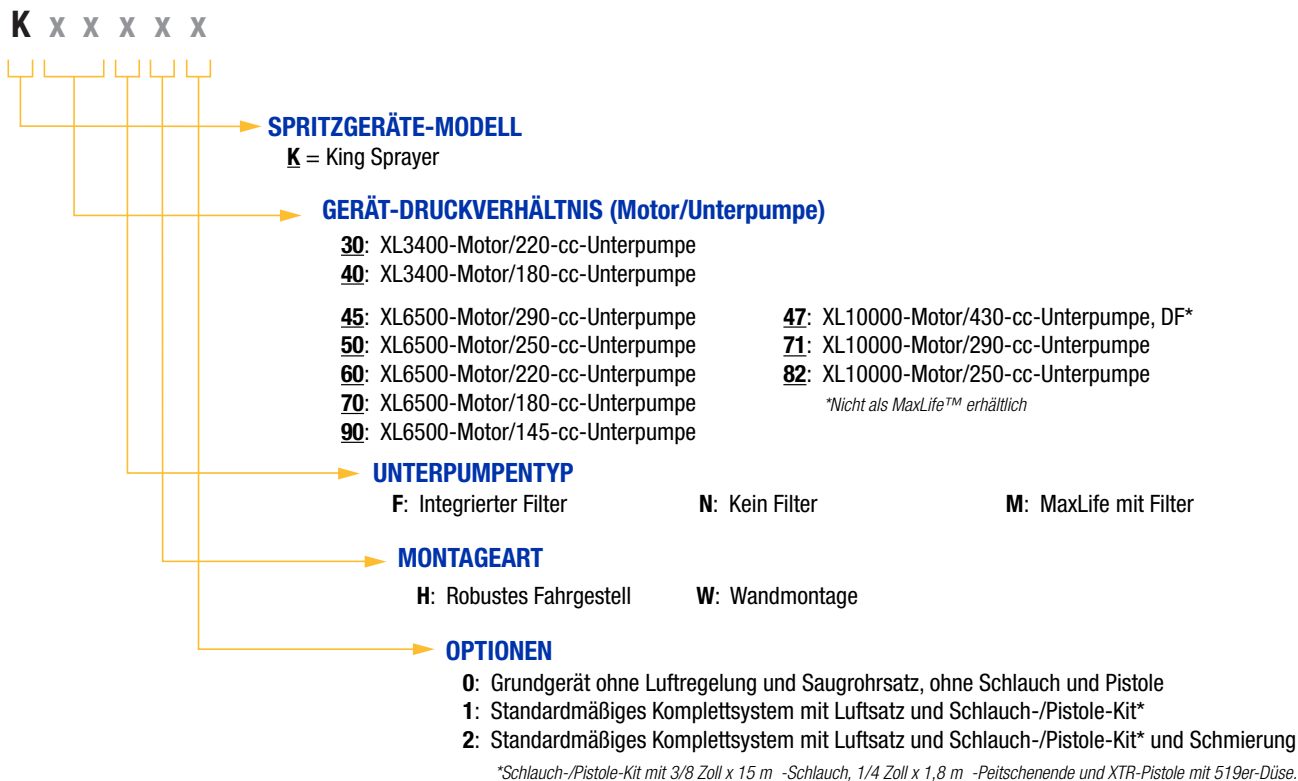 K x x x x x
SPRITZGERÄTE-MODELL
K = King Sprayer
GERÄT-DRUCKVERHÄLTNIS (Motor/Unterpumpe)
30: XL3400-Motor/220-cc-Unterpumpe
40: XL3400-Motor/180-cc-Unterpumpe
45: XL6500-Motor/290-cc-Unterpumpe
50: XL6500-Motor/250-cc-Unterpumpe
60: XL6500-Motor/220-cc-Unterpumpe
70: XL6500-Motor/180-cc-Unterpumpe
90: XL6500-Motor/145-cc-Unterpumpe
47: XL10000-Motor/430-cc-Unterpumpe, DF*
71: XL10000-Motor/290-cc-Unterpumpe
82: XL10000-Motor/250-cc-Unterpumpe
*Nicht als MaxLife™ erhältlich
UNTERPUMPENTYP
F: Integrierter Filter N: Kein Filter M: MaxLife mit Filter
MONTAGEART
H: Robustes Fahrgestell W: Wandmontage
OPTIONEN
0: Grundgerät ohne Luftregelung und Saugrohrsatz, ohne Schlauch und Pistole
1: Standardmäßiges Komplettsystem mit Luftsatz und Schlauch-/Pistole-Kit*
2: Standardmäßiges Komplettsystem mit Luftsatz und Schlauch-/Pistole-Kit* und Schmierung
*Schlauch-/Pistole-Kit mit 3/8 Zoll x 15 m -Schlauch, 1/4 Zoll x 1,8 m -Peitschenende und XTR-Pistole mit 519er-Düse.